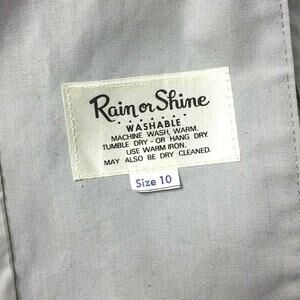 Rain or Shine
WASHABLE
MACHINE WASH, WARM.
TUMBLE DRY - OR HANG DRY.
USE WARM IRON.
MAY ALSO BE DRY CLEANED.
Size 10